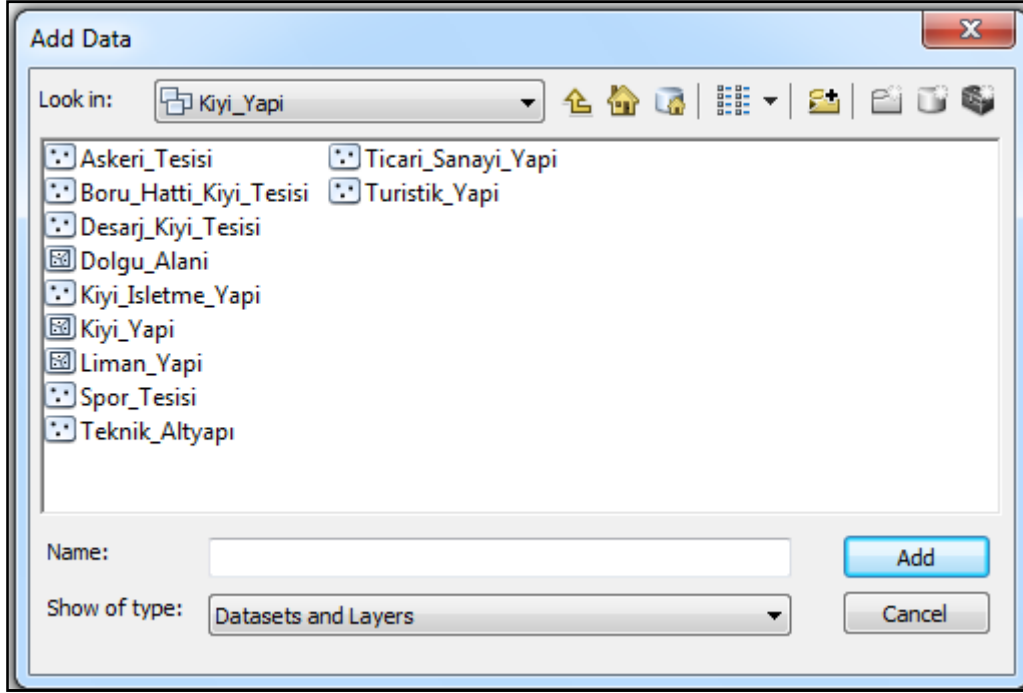 Add Data
Look in: Kiyi_Yapi
Askeri_Tesisi
Boru_Hatti_Kiyi_Tesisi
Desarj_Kiyi_Tesisi
Dolgu_Alani
Kiyi_Isletme_Yapi
Kiyi_Yapi
Liman_Yapi
Spor_Tesisi
Teknik_Altyapı
Ticari_Sanayi_Yapi
Turistik_Yapi
Name:
Add
Show of type: Datasets and Layers
Cancel